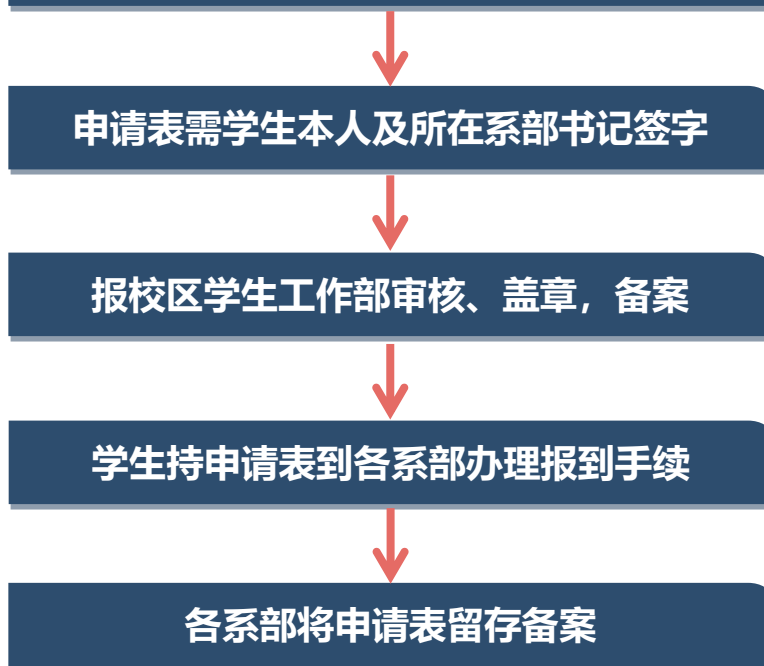 申请表需学生本人及所在系部书记签字
报校区学生工作部审核、盖章，备案
学生持申请表到各系部办理报到手续
各系部将申请表留存备案